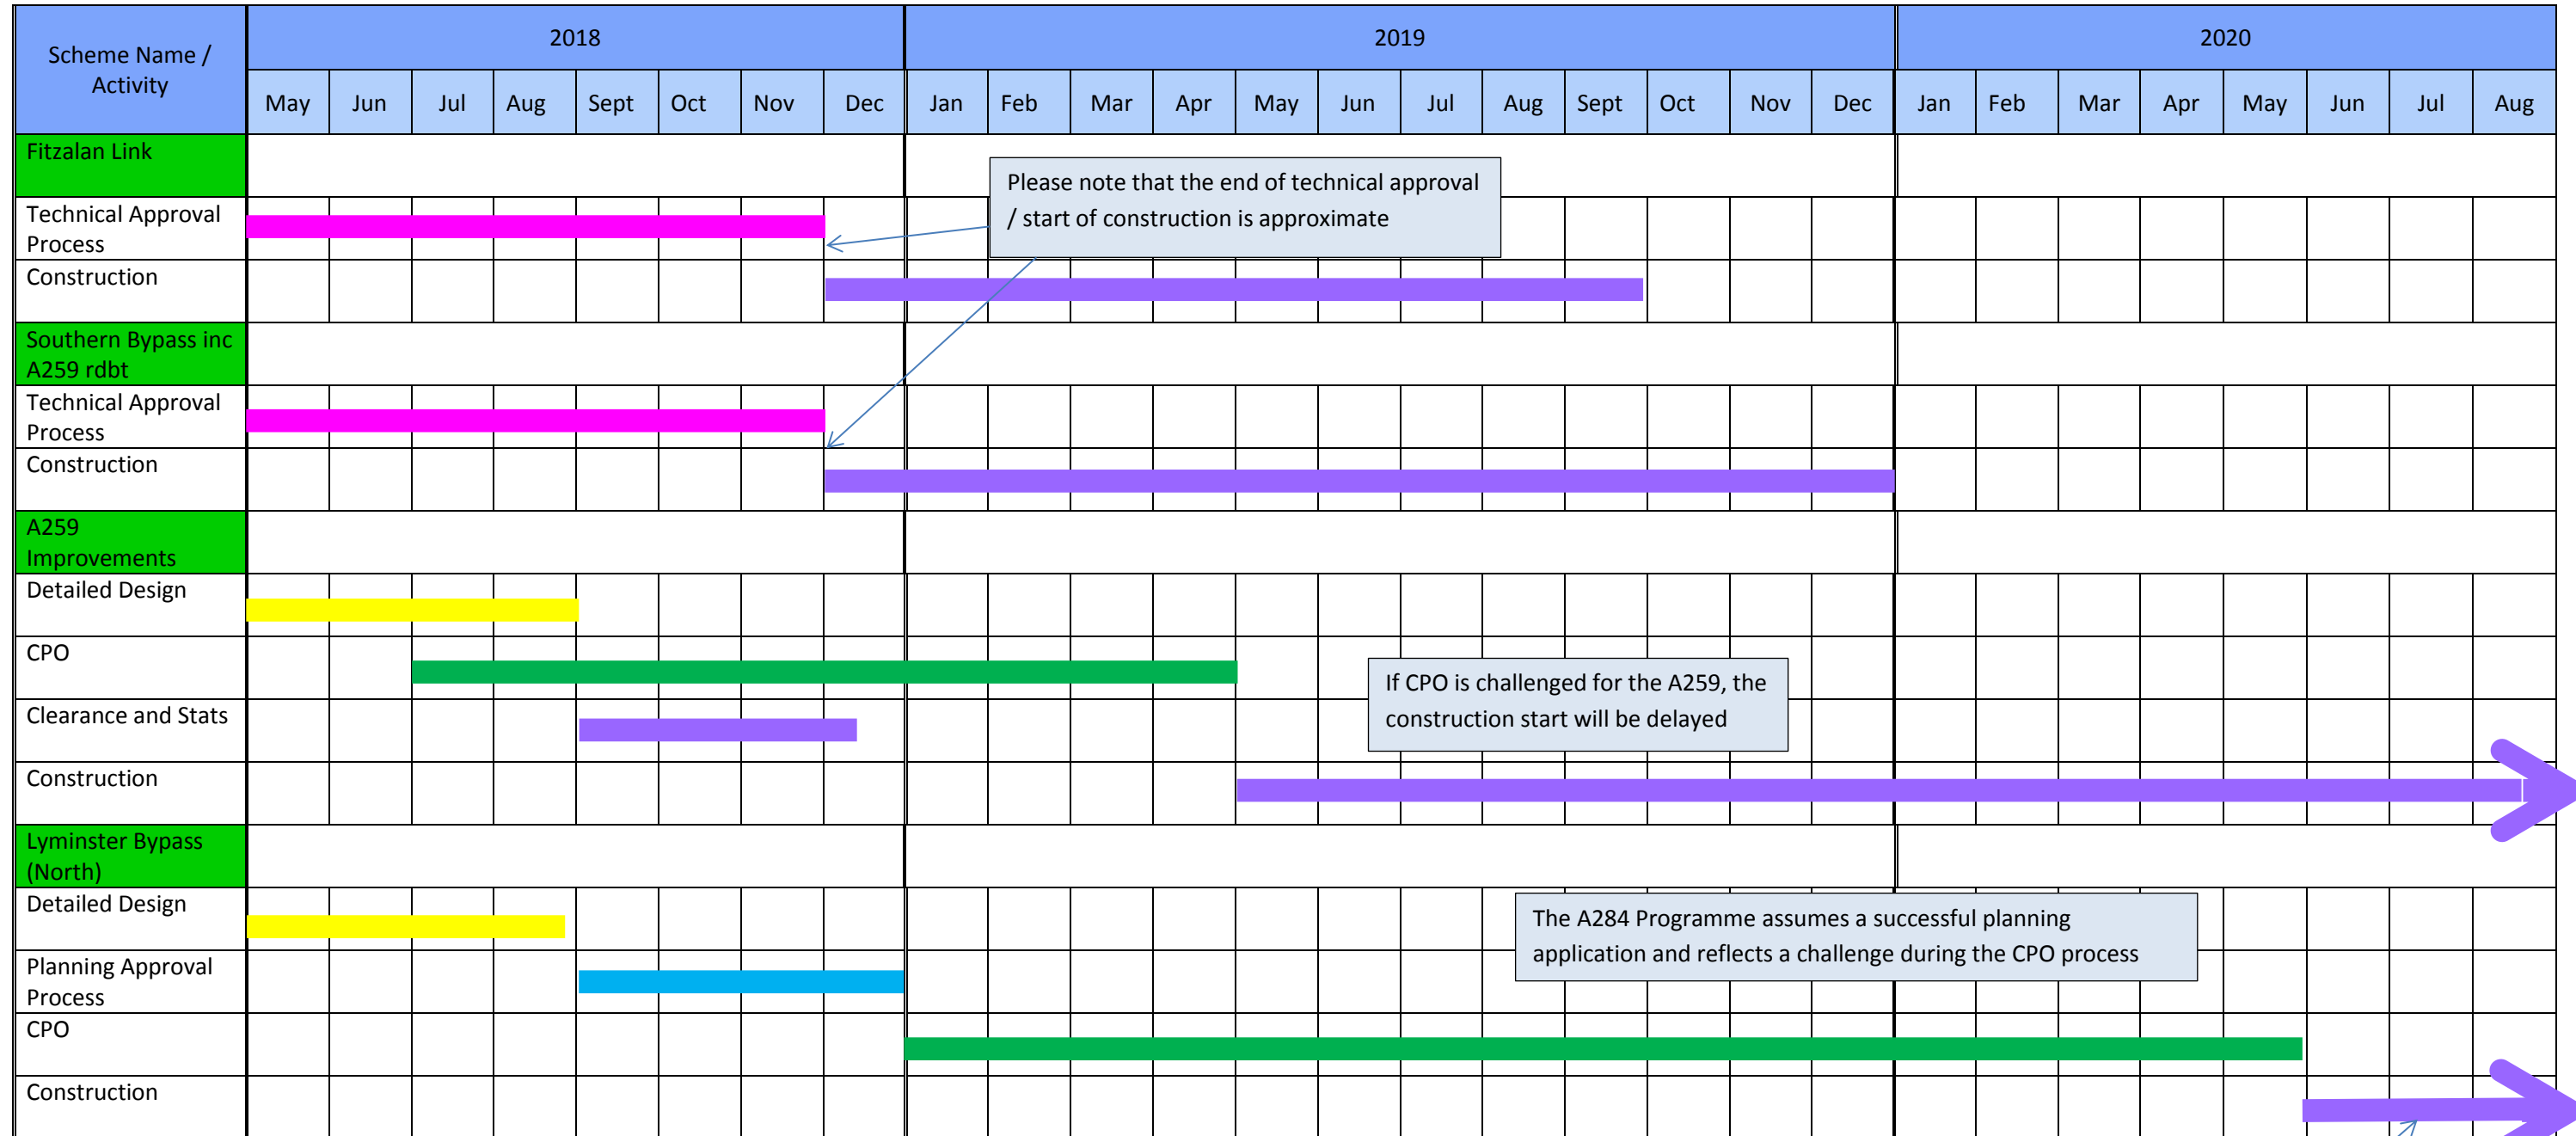 Scheme Name /
Activity
2018
2019
2020
May Jun Jul Aug Sept Oct Nov Dec Jan Feb Mar Apr May Jun Jul Aug Sept Oct Nov Dec Jan Feb Mar Apr May Jun Jul Aug
Fitzalan Link
Please note that the end of technical approval
/ start of construction is approximate
Technical Approval
Process
Construction
Southern Bypass inc
A259 rdbt
Technical Approval
Process
Construction
A259
Improvements
Detailed Design
CPO
If CPO is challenged for the A259, the
construction start will be delayed
Clearance and Stats
Construction
Lyminster Bypass
(North)
Detailed Design
The A284 Programme assumes a successful planning
application and reflects a challenge during the CPO process
Planning Approval
Process
CPO
Construction